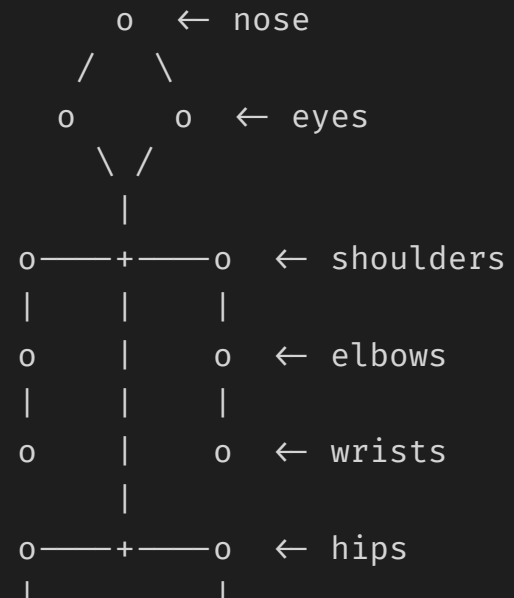 o  ← nose
    /   \
   o     o  ← eyes
     \ /
      |
 o────+────o  ← shoulders
 |    |    |
 o    |    o  ← elbows
 |    |    |
 o    |    o  ← wrists
      |
 o────+────o  ← hips
 |         |